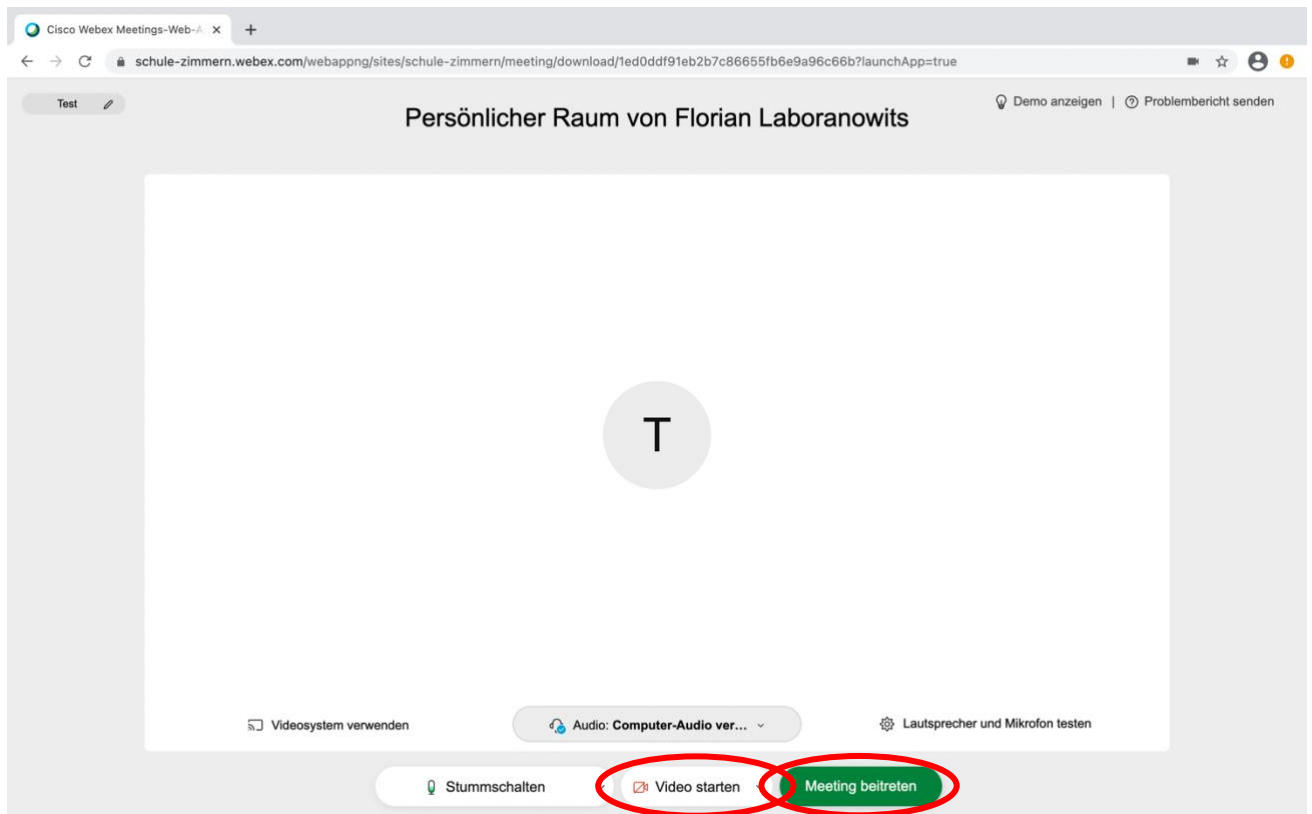 Cisco Webex Meetings-Web-A
schule-zimmern.webex.com/webappng/sites/schule-zimmern/meeting/download/1ed0ddf91eb2b7c86655fb6e9a96c66b?launchApp=true
Test
Persönlicher Raum von Florian Laboranowits
Demo anzeigen | Problembericht senden
T
Videosystem verwenden
Audio: Computer-Audio ver...
Lautsprecher und Mikrofon testen
Stummschalten
Video starten
Meeting beitreten